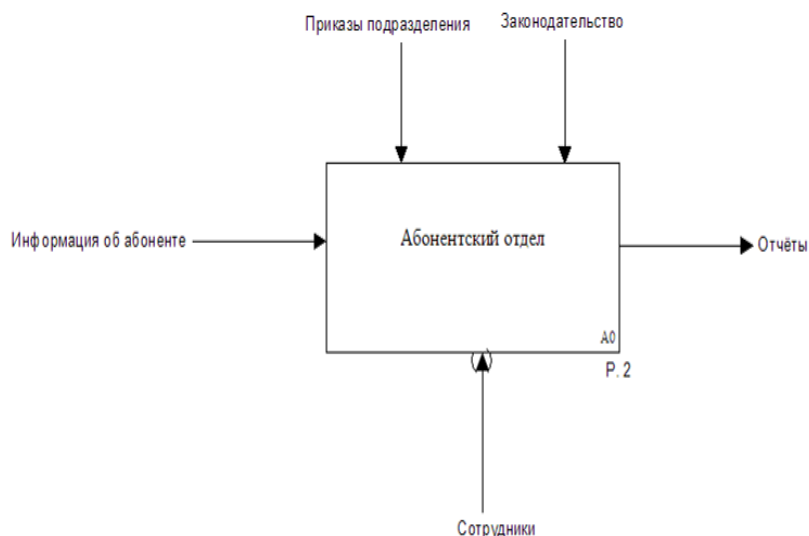 Приказы подразделения
Законодательство
Информация об абоненте
Абонентский отдел
Отчёты
A0
P. 2
Сотрудники